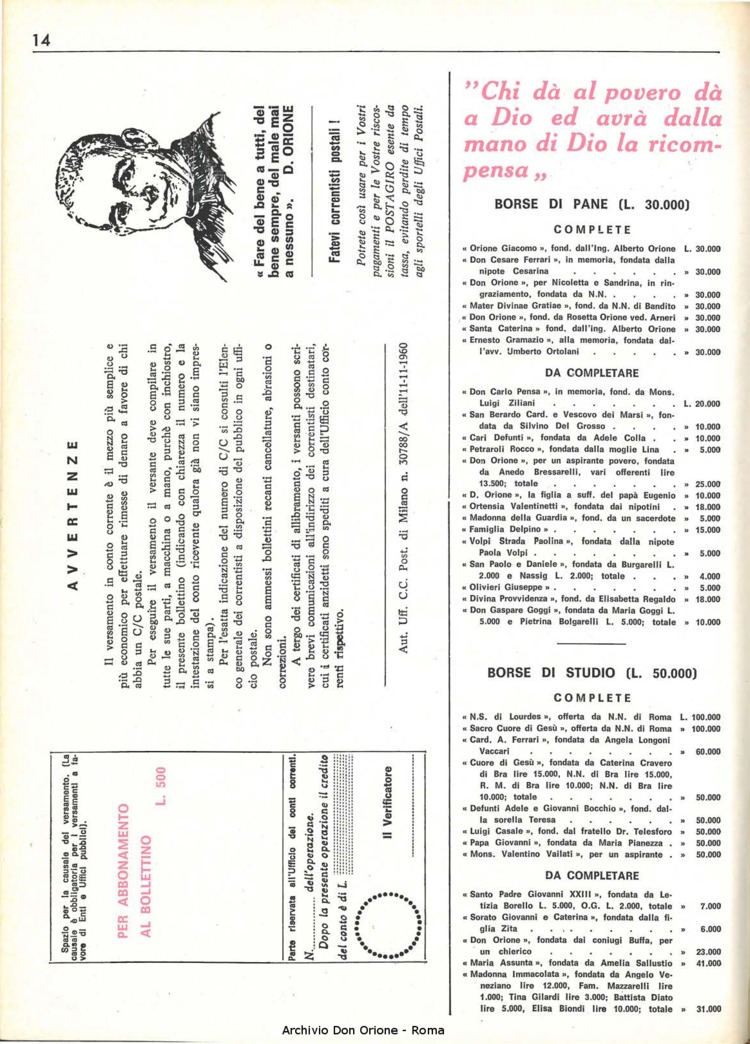 14
« Fare del bene a tutti, del
bene sempre, del male mai
a nessuno ».     D. ORIONE
Fatevi correntisti postali !
Potrete così usare per i Vostri
pagamenti e per le Vostre riscos-
sioni il POSTAGIRO esente da
tassa, evitando perdite di tempo
agli sportelli degli Uffici Postali.
AVVERTENZE
Il versamento in conto corrente è il mezzo più semplice e
più economico per effettuare rimesse di denaro a favore di chi
abbia un C/C postale.
Per eseguire il versamento il versante deve compilare in
tutte le sue parti, a macchina o a mano, purchè con inchiostro,
il presente bollettino (indicando con chiarezza il numero e la
intestazione del conto ricevente qualora già non vi siano impres-
si a stampa).
Per l'esatta indicazione del numero di C/C si consulti l'Elen-
co generale dei correntisti a disposizione del pubblico in ogni uffi-
cio postale.
Non sono ammessi bollettini recanti cancellature, abrasioni o
correzioni.
A tergo dei certificati di allibramento, i versanti possono scri-
vere brevi comunicazioni all'indirizzo dei correntisti destinatari,
cui i certificati anzidetti sono spediti a cura dell'Ufficio conto cor-
renti rispettivo.
Aut. Uff. C.C. Post. di Milano n. 30788/A dell'11-11-1960
Spazio per la causale del versamento. (La
causale è obbligatoria per i versamenti a fa-
vore di Enti e Uffici pubblici).
PER ABBONAMENTO
AL BOLLETTINO     L. 500
Parte riservata all'Ufficio dei conti correnti.
N............ dell'operazione.
Dopo la presente operazione il credito
del conto è di L.
Il Verificatore
"Chi dà al povero dà
a Dio ed avrà dalla
mano di Dio la ricom-
pensa „
BORSE DI PANE (L. 30.000)
COMPLETE
« Orione Giacomo », fond. dall'Ing. Alberto Orione L. 30.000
« Don Cesare Ferrari », in memoria, fondata dalla
nipote Cesarina . . . . . . » 30.000
« Don Orione », per Nicoletta e Sandrina, in rin-
graziamento, fondata da N.N. . . . . » 30.000
« Mater Divinae Gratiae », fond. da N.N. di Bandito » 30.000
« Don Orione », fond. da Rosetta Orione ved. Arneri » 30.000
« Santa Caterina » fond. dall'ing. Alberto Orione » 30.000
« Ernesto Gramazio », alla memoria, fondata dal-
l'avv. Umberto Ortolani . . . . . » 30.000
DA COMPLETARE
« Don Carlo Pensa », in memoria, fond. da Mons.
Luigi Ziliani . . . . . . . L. 20.000
« San Berardo Card. e Vescovo dei Marsi », fon-
data da Silvino Del Grosso . . . . » 10.000
« Cari Defunti », fondata da Adele Colla . . » 10.000
« Petraroli Rocco », fondata dalla moglie Lina . » 5.000
« Don Orione », per un aspirante povero, fondata
da Anedo Bressarelli, vari offerenti lire
13.500; totale . . . . . . . » 25.000
« D. Orione », la figlia a suff. del papà Eugenio » 10.000
« Ortensia Valentinetti », fondata dai nipotini . » 18.000
« Madonna della Guardia », fond. da un sacerdote » 5.000
« Famiglia Delpino » . . . . . . . » 15.000
« Volpi Strada Paolina », fondata dalla nipote
Paola Volpi . . . . . . . . » 5.000
« San Paolo e Daniele », fondata da Burgarelli L.
2.000 e Nassig L. 2.000; totale . . . » 4.000
« Olivieri Giuseppe » . . . . . . . » 5.000
« Divina Provvidenza », fond. da Elisabetta Regaldo » 18.000
« Don Gaspare Goggi », fondata da Maria Goggi L.
5.000 e Pietrina Bolgarelli L. 5.000; totale » 10.000
BORSE DI STUDIO (L. 50.000)
COMPLETE
« N.S. di Lourdes », offerta da N.N. di Roma L. 100.000
« Sacro Cuore di Gesù », offerta da N.N. di Roma » 100.000
« Card. A. Ferrari », fondata da Angela Longoni
Vaccari . . . . . . . . » 60.000
« Cuore di Gesù », fondata da Caterina Cravero
di Bra lire 15.000, N.N. di Bra lire 15.000,
R. M. di Bra lire 10.000; N.N. di Bra lire
10.000; totale . . . . . . . » 50.000
« Defunti Adele e Giovanni Bocchio », fond. dal-
la sorella Teresa . . . . . . » 50.000
« Luigi Casale », fond. dal fratello Dr. Telesforo » 50.000
« Papa Giovanni », fondata da Maria Pianezza . » 50.000
« Mons. Valentino Vailati », per un aspirante . » 50.000
DA COMPLETARE
« Santo Padre Giovanni XXIII », fondata da Le-
tizia Borello L. 5.000, O.G. L. 2.000, totale » 7.000
« Sorato Giovanni e Caterina », fondata dalla fi-
glia Zita . . . . . . . . » 6.000
« Don Orione », fondata dai coniugi Buffa, per
un chierico . . . . . . . » 23.000
« Maria Assunta », fondata da Amelia Sallustio » 41.000
« Madonna Immacolata », fondata da Angelo Ve-
neziano lire 12.000, Fam. Mazzarelli lire
1.000; Tina Gilardi lire 3.000; Battista Diato
lire 5.000, Elisa Biondi lire 10.000; totale » 31.000
Archivio Don Orione - Roma